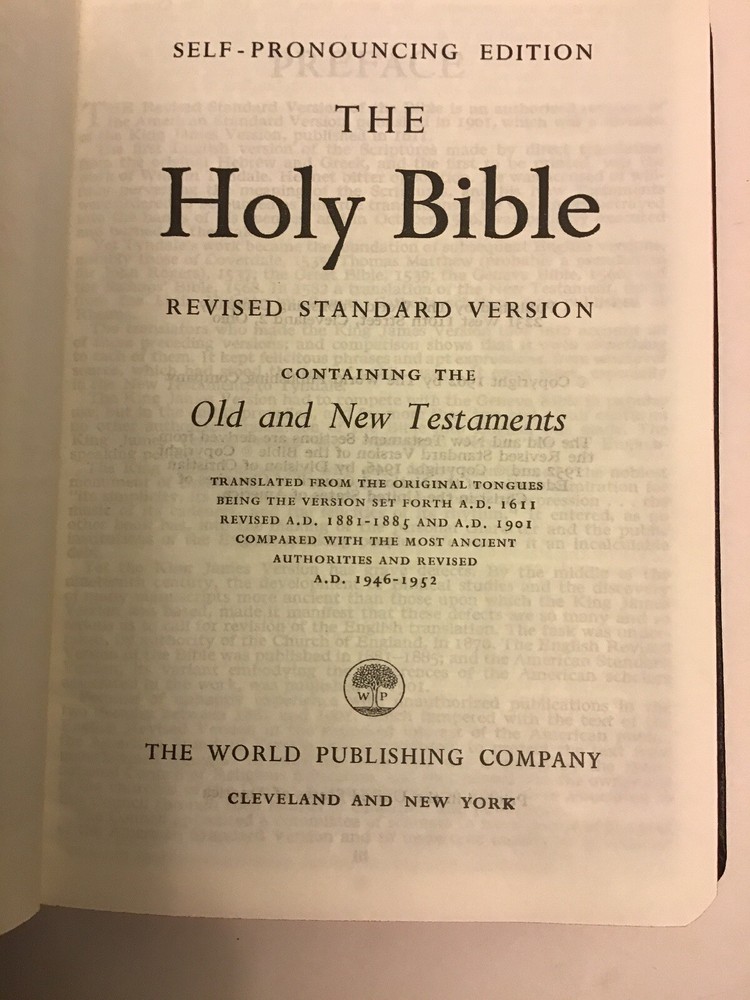 SELF-PRONOUNCING EDITION
THE
Holy Bible
REVISED STANDARD VERSION
CONTAINING THE
Old and New Testaments
TRANSLATED FROM THE ORIGINAL TONGUES
BEING THE VERSION SET FORTH A.D. 1611
REVISED A.D. 1881-1885 AND A.D. 1901
COMPARED WITH THE MOST ANCIENT
AUTHORITIES AND REVISED
A.D. 1946-1952
W P
THE WORLD PUBLISHING COMPANY
CLEVELAND AND NEW YORK